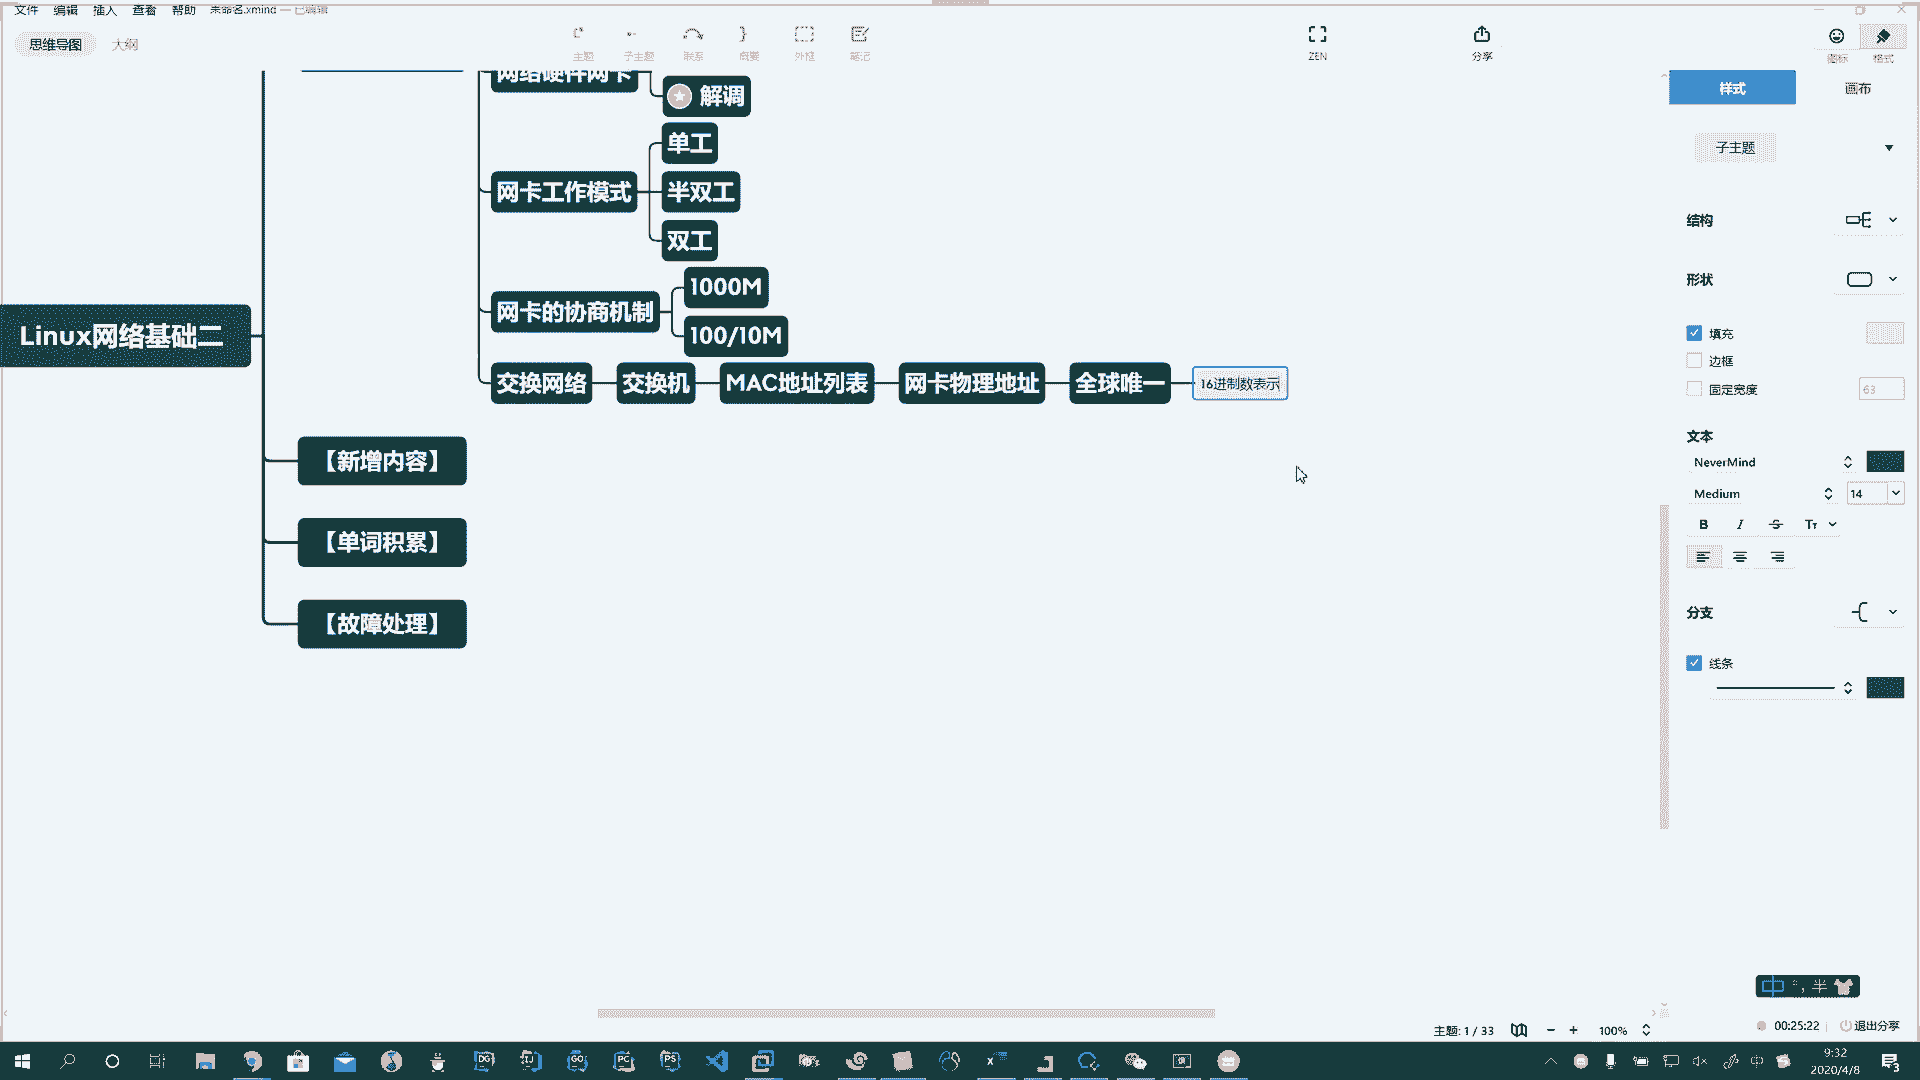 文件 编辑 插入 查看 帮助 未命名.xmind — 已编辑
思维导图 大纲
主题 子主题 联系 概要 外框 笔记 ZEN 分享 图标 格式
样式 画布
子主题
结构
形状
填充
边框
固定宽度 63
文本
NeverMind
Medium 14
B I S Tт
分支
线条
网络硬件网卡
解调
单工
网卡工作模式
半双工
双工
1000M
网卡的协商机制
100/10M
Linux网络基础二
交换网络 交换机 MAC地址列表 网卡物理地址 全球唯一 16进制数表示
【新增内容】
【单词积累】
【故障处理】
中 °, 半
主题: 1 / 33 100% 00:25:22 退出分享
DG IJ GO PC PS 中 9:32
2020/4/8 3